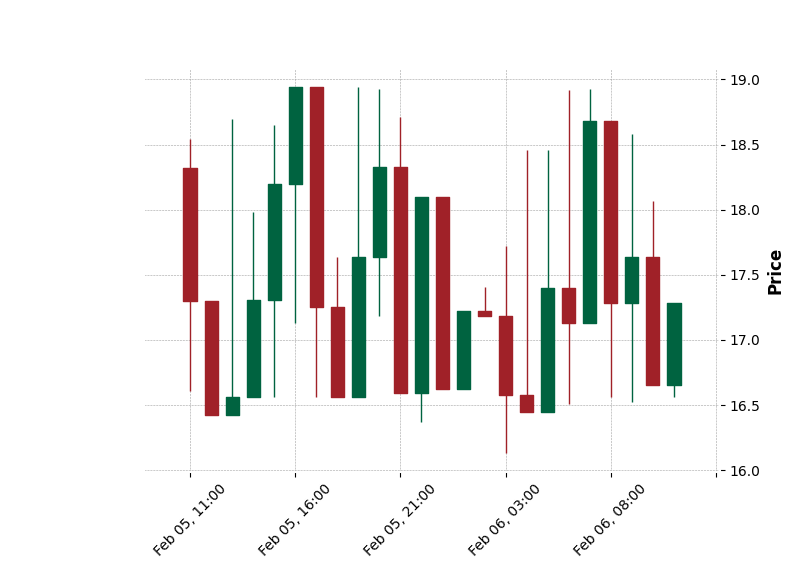 19.0
18.5
18.0
17.5
17.0
16.5
16.0
Price
Feb 05, 11:00
Feb 05, 16:00
Feb 05, 21:00
Feb 06, 03:00
Feb 06, 08:00